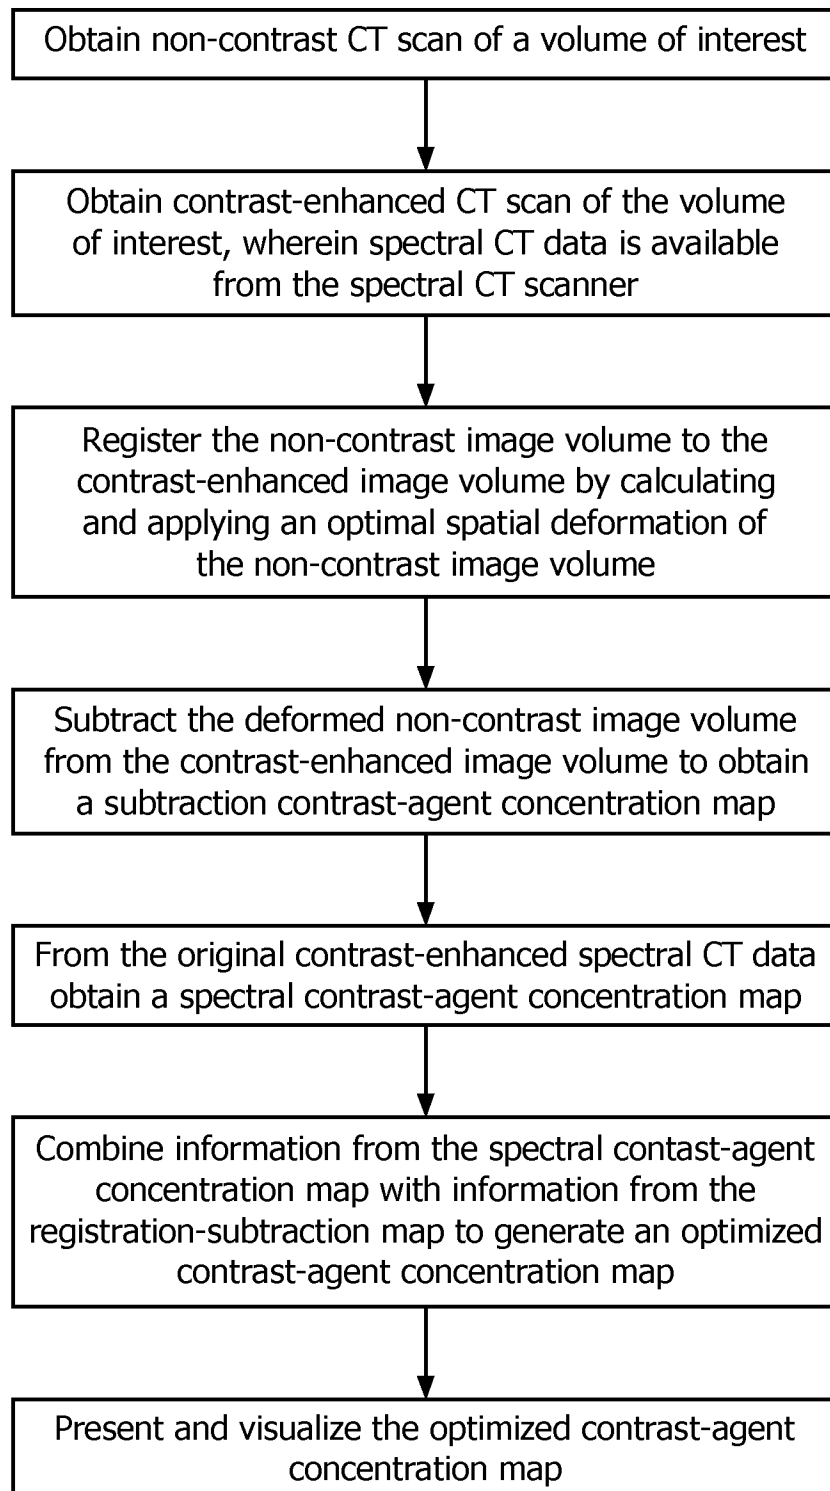 Obtain non-contrast CT scan of a volume of interest
Obtain contrast-enhanced CT scan of the volume
of interest, wherein spectral CT data is available
from the spectral CT scanner
Register the non-contrast image volume to the
contrast-enhanced image volume by calculating
and applying an optimal spatial deformation of
the non-contrast image volume
Subtract the deformed non-contrast image volume
from the contrast-enhanced image volume to obtain
a subtraction contrast-agent concentration map
From the original contrast-enhanced spectral CT data
obtain a spectral contrast-agent concentration map
Combine information from the spectral contast-agent
concentration map with information from the
registration-subtraction map to generate an optimized
contrast-agent concentration map
Present and visualize the optimized contrast-agent
concentration map